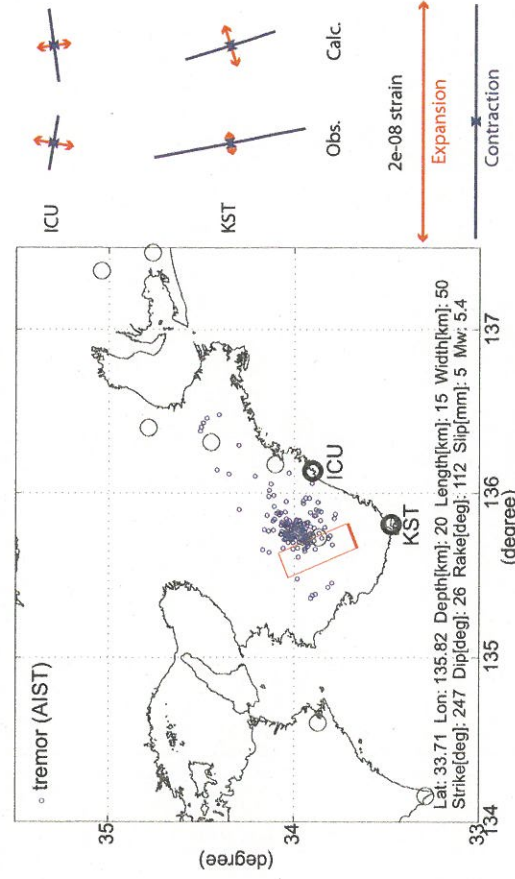 ○ tremor (AIST)
ICU
KST
Lat: 33.71 Lon: 135.82 Depth[km]: 20 Length[km]: 15 Width[km]: 50
Strike[deg]: 247 Dip[deg]: 26 Rake[deg]: 112 Slip[mm]: 5 Mw: 5.4
35
34
33
(degree)
134
135
136
137
(degree)
ICU
KST
Obs.
Calc.
2e-08 strain
Expansion
Contraction